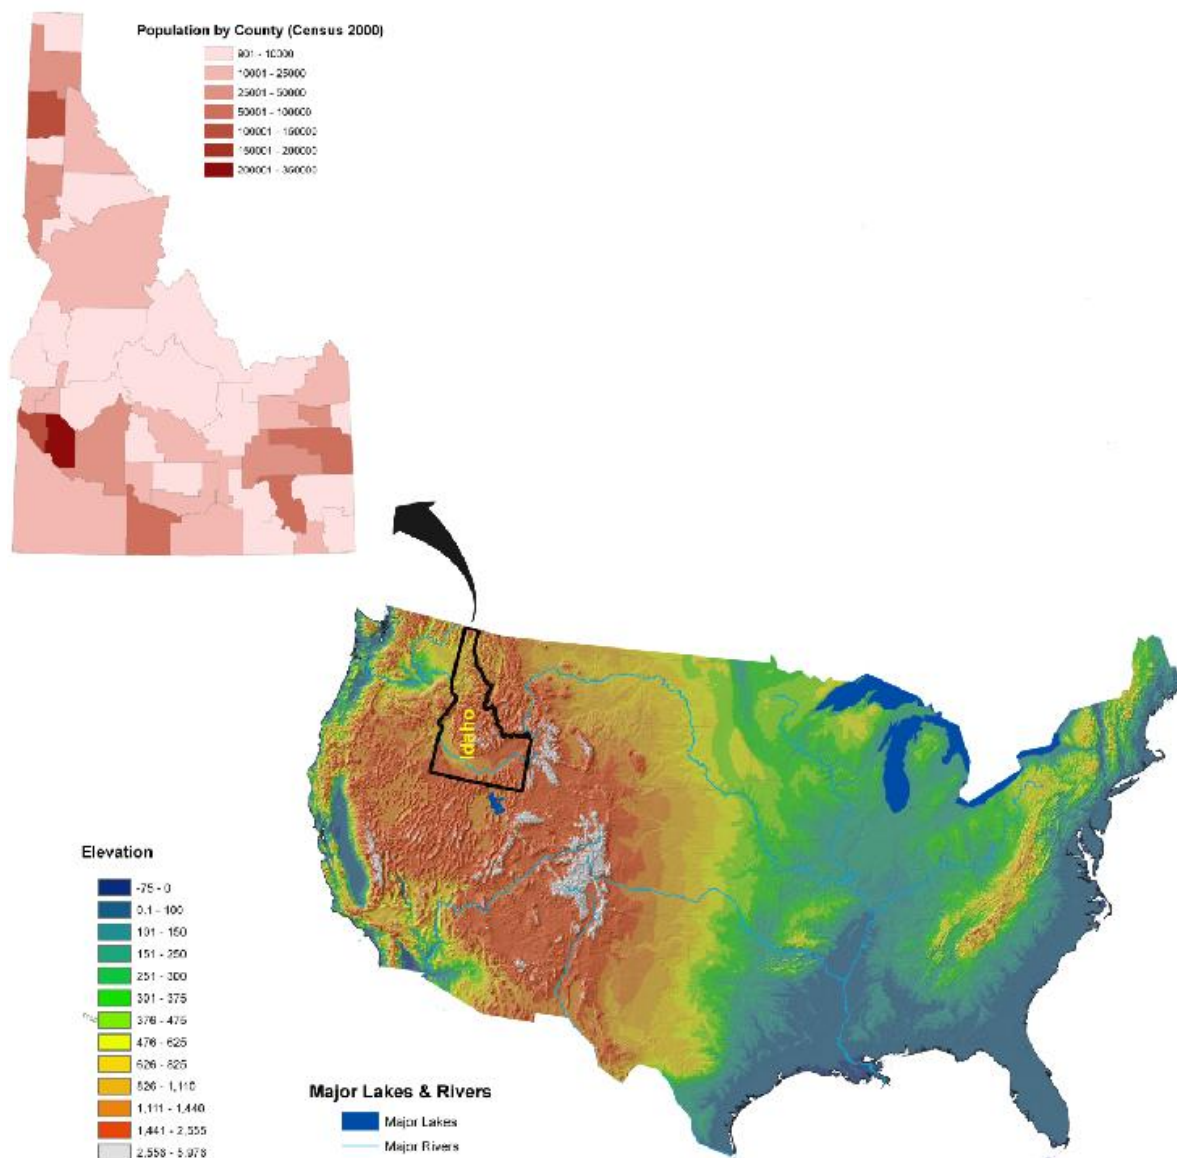 Population by County (Census 2000)
901 - 10000
10001 - 25000
25001 - 50000
50001 - 100000
100001 - 150000
150001 - 200000
200001 - 350000
Idaho
Elevation
-75 - 0
0.1 - 100
101 - 150
151 - 250
251 - 300
301 - 375
376 - 475
476 - 625
626 - 825
826 - 1,110
1,111 - 1,440
1,441 - 2,555
2,556 - 5,976
Major Lakes & Rivers
Major Lakes
Major Rivers